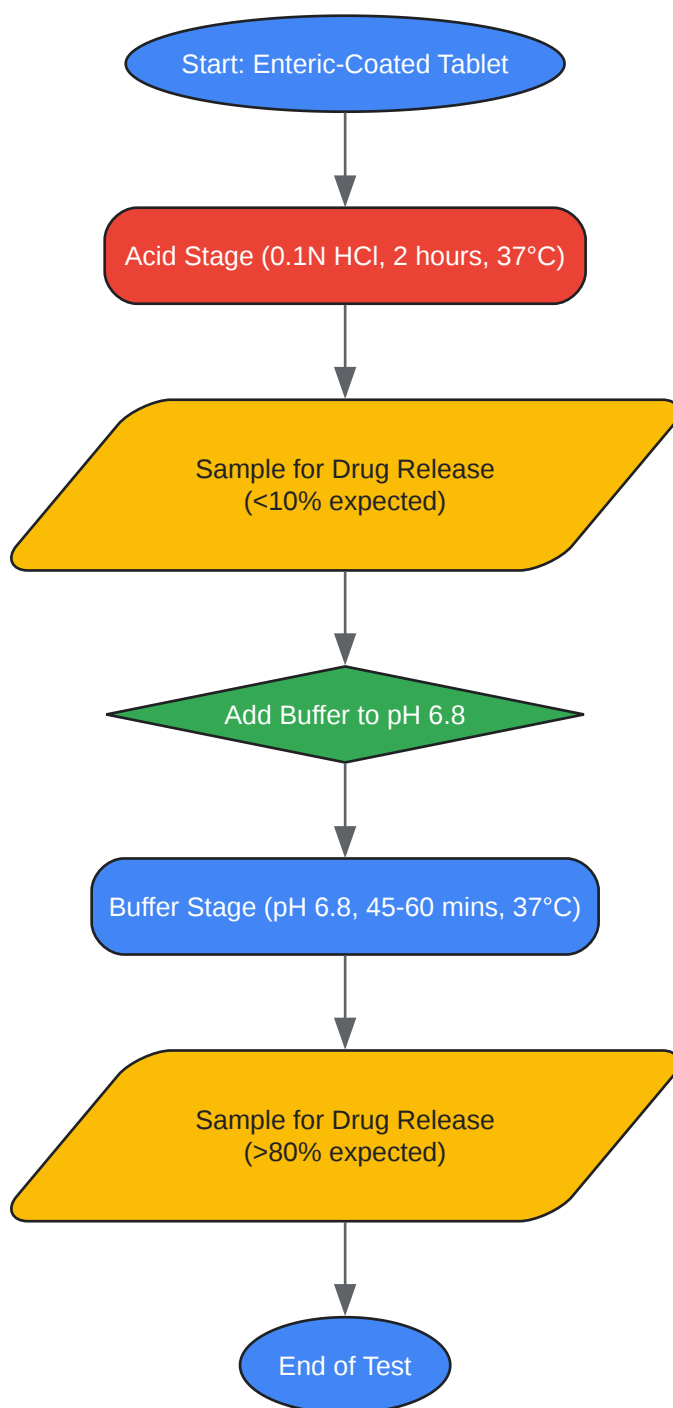 Start: Enteric-Coated Tablet
Acid Stage (0.1N HCl, 2 hours, 37°C)
Sample for Drug Release
(<10% expected)
Add Buffer to pH 6.8
Buffer Stage (pH 6.8, 45-60 mins, 37°C)
Sample for Drug Release
(>80% expected)
End of Test